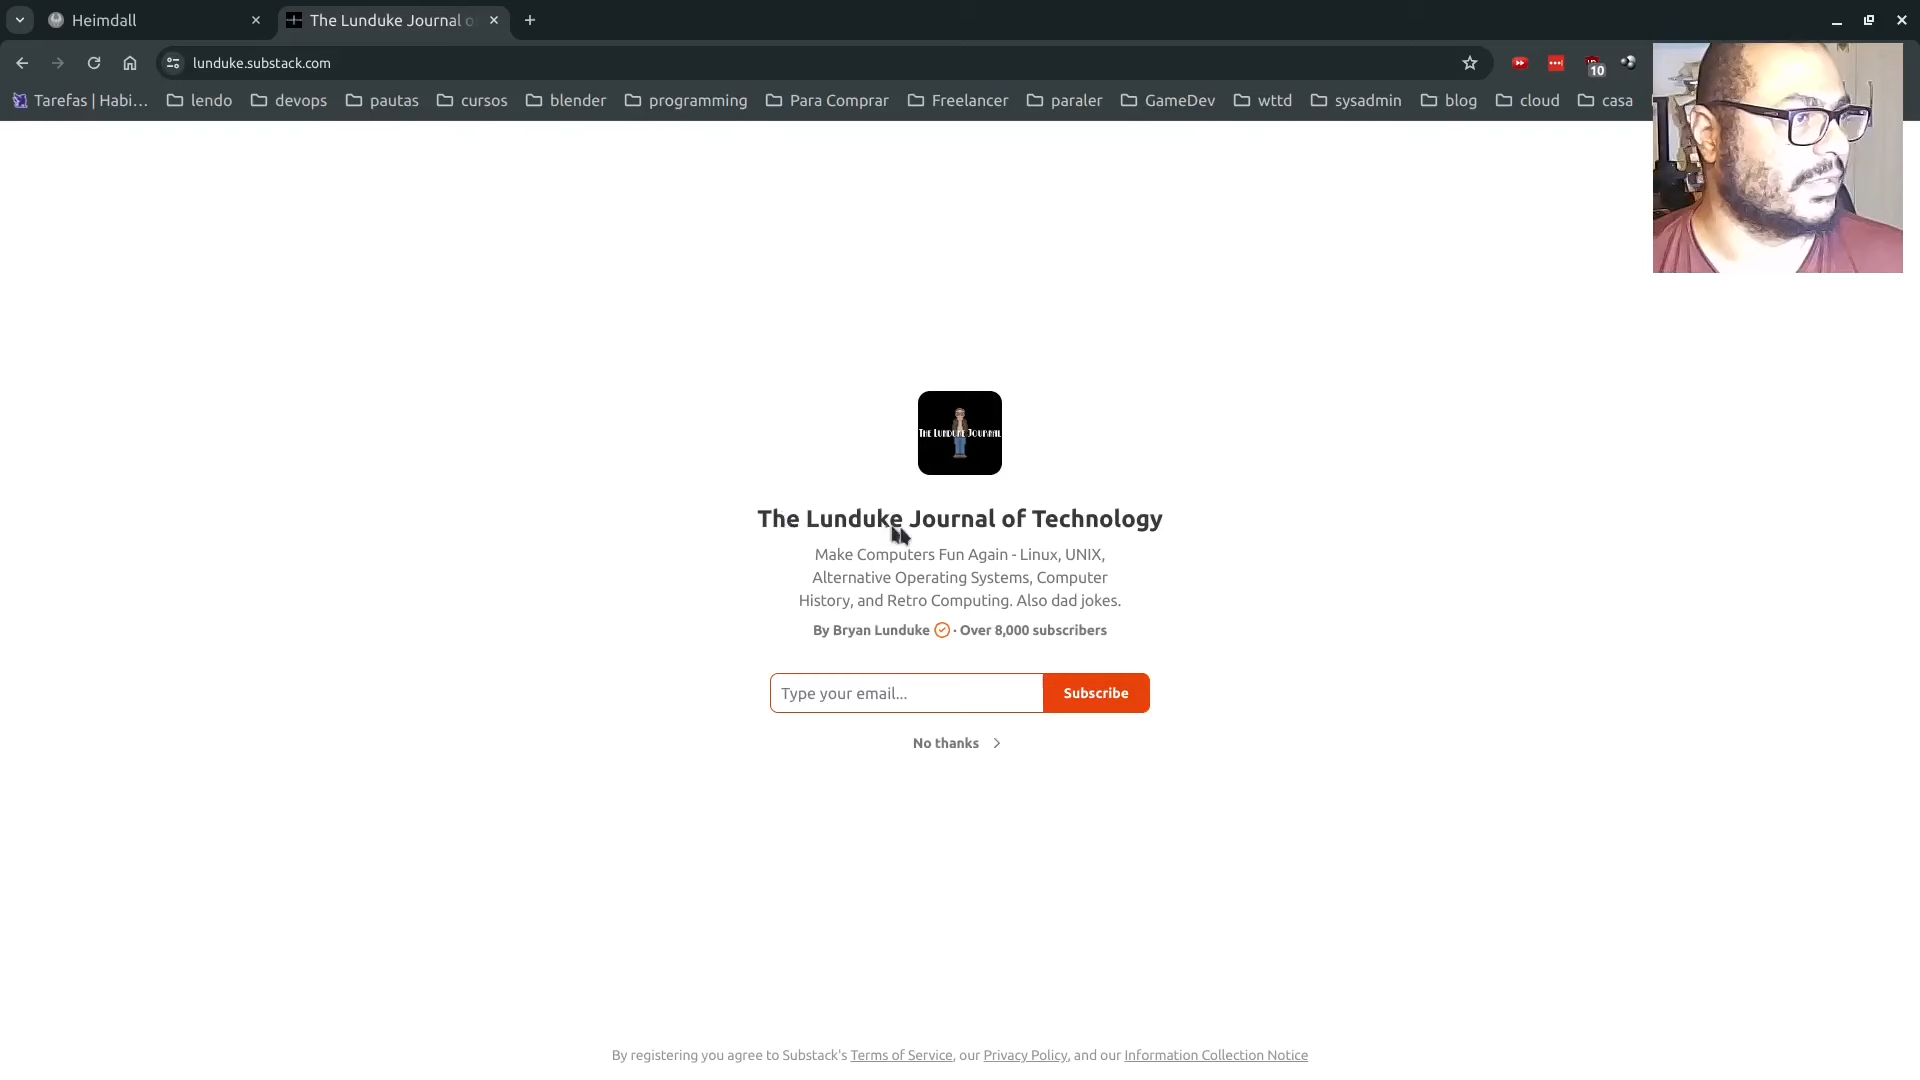 Heimdall
The Lunduke Journal o
lunduke.substack.com
10
Tarefas | Habi...
lendo
devops
pautas
cursos
blender
programming
Para Comprar
Freelancer
paraler
GameDev
wttd
sysadmin
blog
cloud
casa
THE LUNDUKE JOURNAL
The Lunduke Journal of Technology
Make Computers Fun Again - Linux, UNIX,
Alternative Operating Systems, Computer
History, and Retro Computing. Also dad jokes.
By Bryan Lunduke · Over 8,000 subscribers
Type your email...
Subscribe
No thanks
By registering you agree to Substack's Terms of Service, our Privacy Policy, and our Information Collection Notice